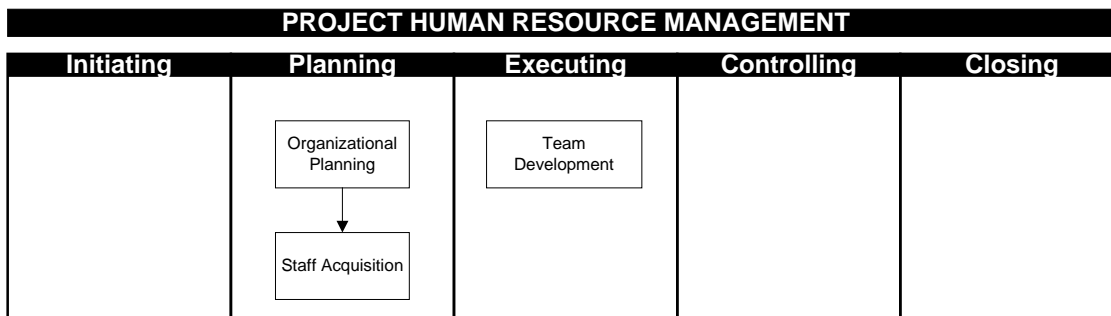 PROJECT HUMAN RESOURCE MANAGEMENT
Initiating Planning Executing Controlling Closing
Organizational
Planning
Team
Development
Staff Acquisition